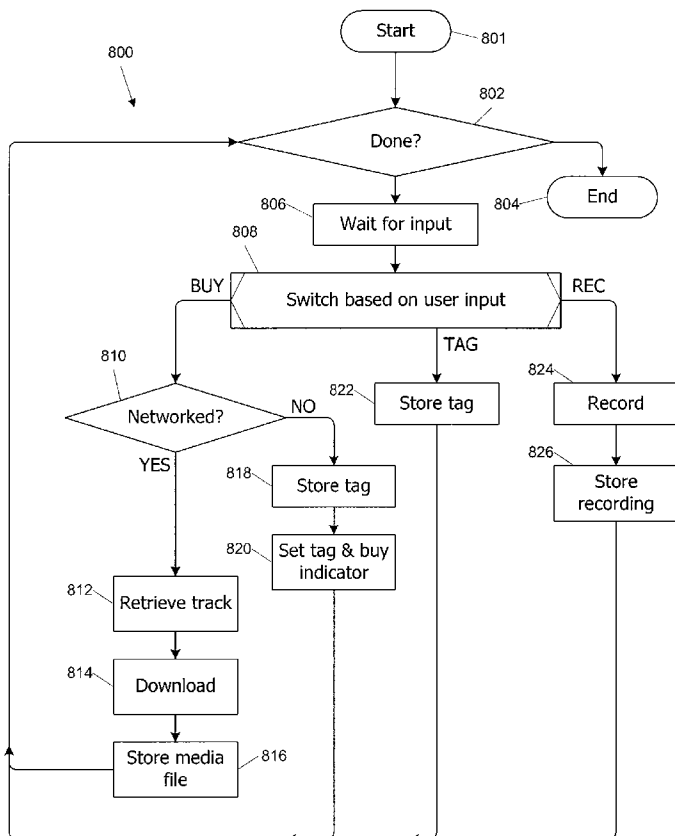 Start
801
800
802
Done?
806
804
End
Wait for input
808
BUY
Switch based on user input
REC
TAG
810
822
824
Networked?
NO
Store tag
Record
YES
818
826
Store tag
Store
recording
820
Set tag & buy
indicator
812
Retrieve track
814
Download
Store media
file
816